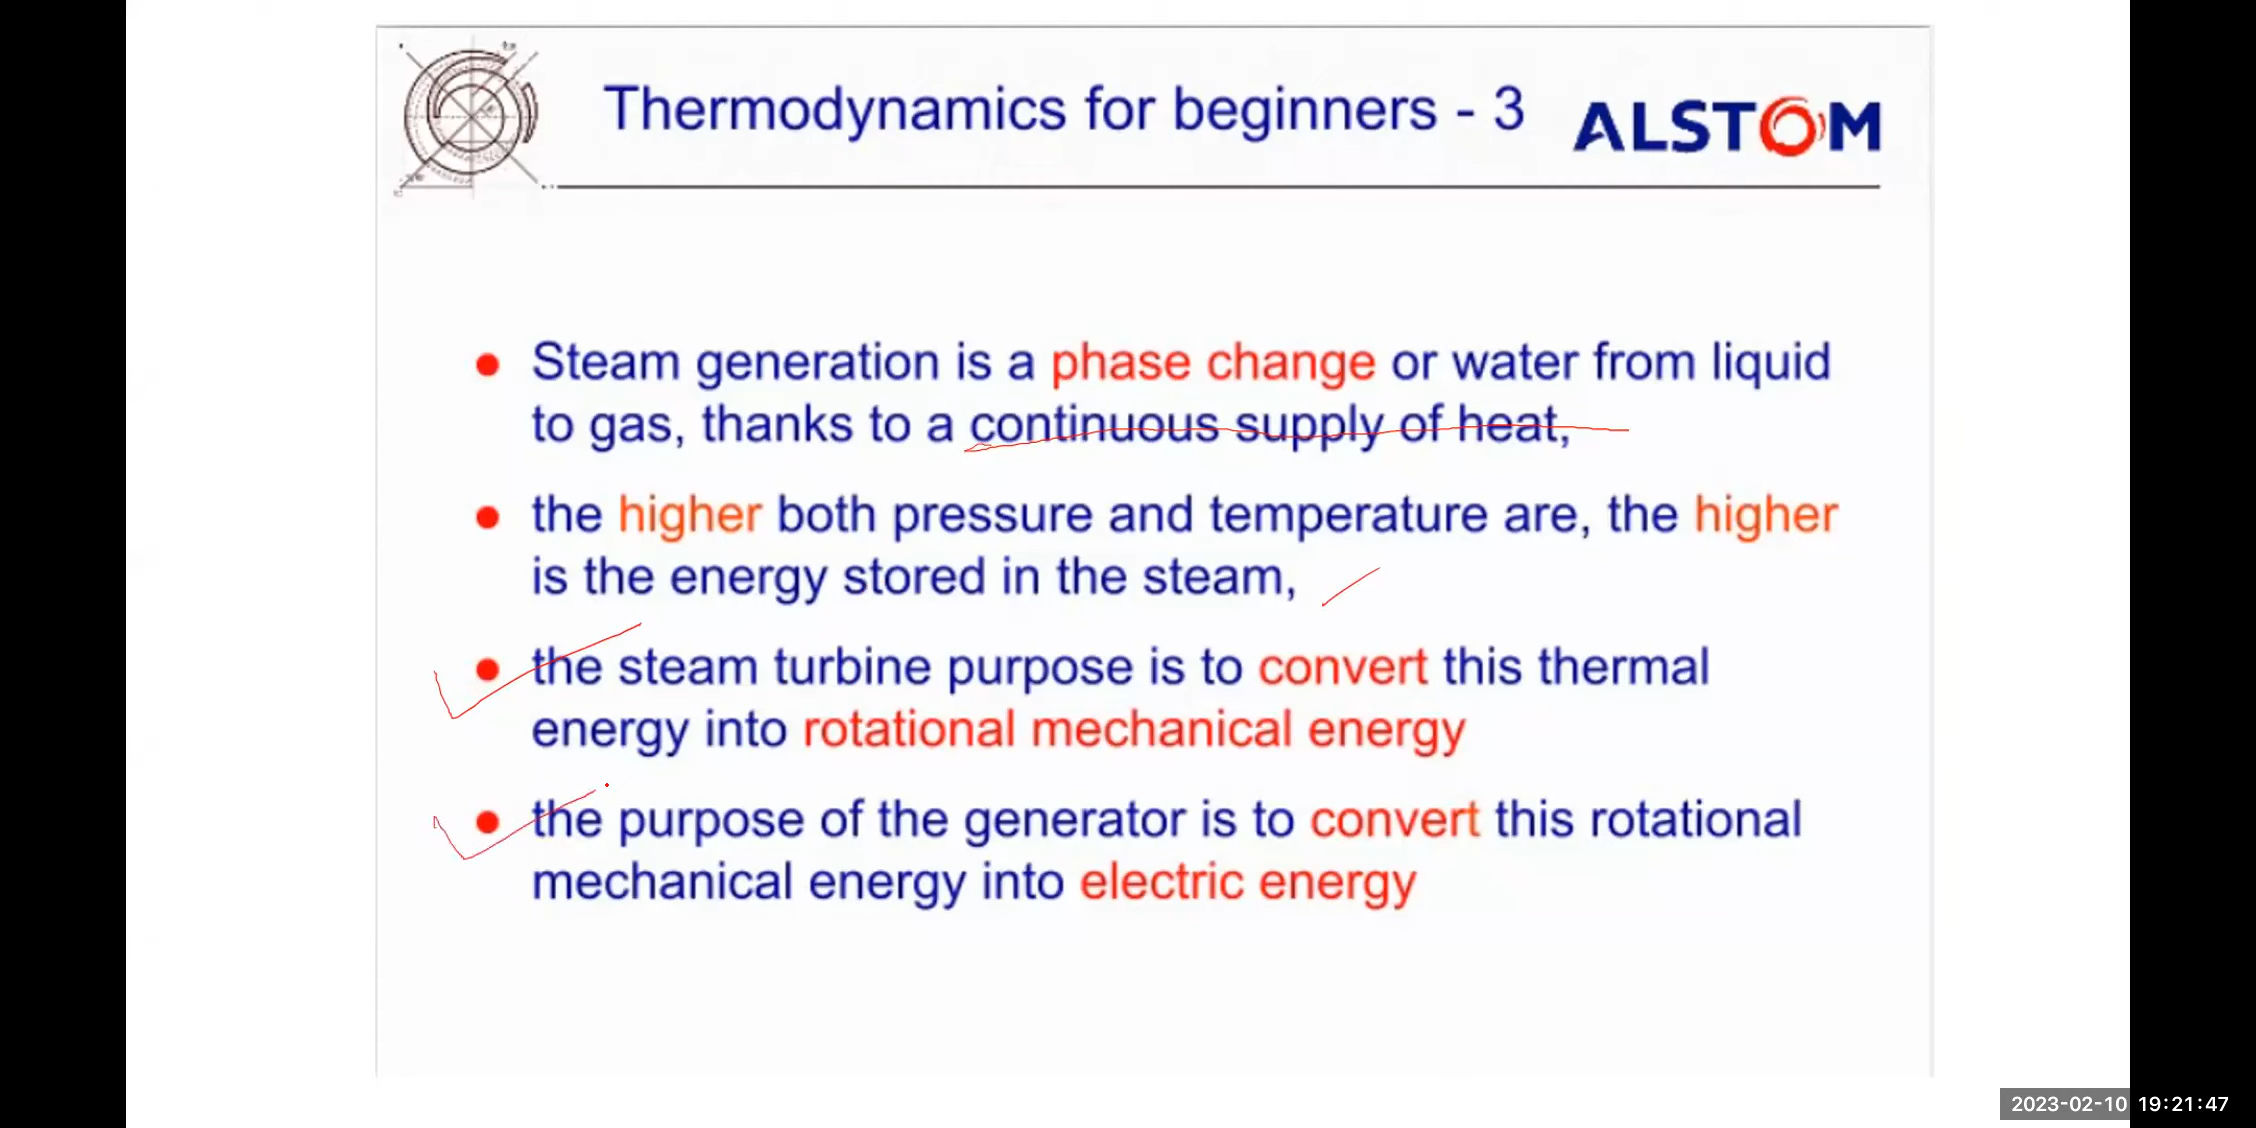 Thermodynamics for beginners - 3
ALSTOM
Steam generation is a phase change or water from liquid
to gas, thanks to a continuous supply of heat,
the higher both pressure and temperature are, the higher
is the energy stored in the steam,
the steam turbine purpose is to convert this thermal
energy into rotational mechanical energy
the purpose of the generator is to convert this rotational
mechanical energy into electric energy
2023-02-10 19:21:47